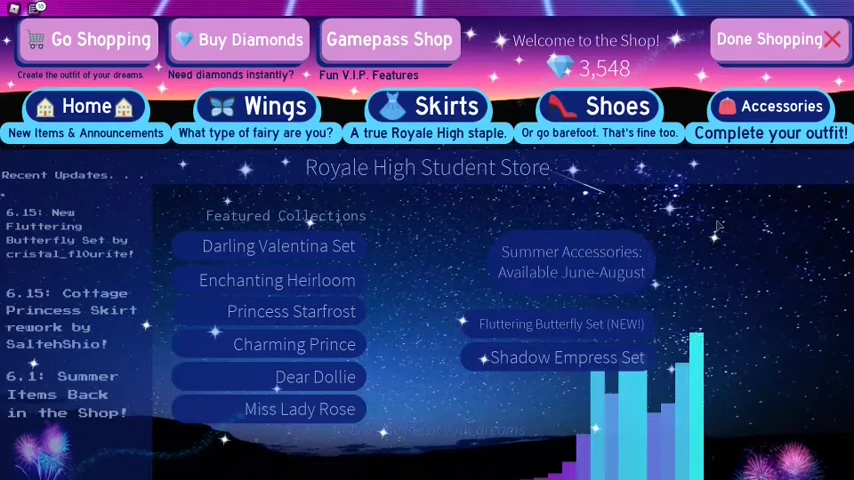 Go Shopping
Buy Diamonds
Gamepass Shop
Welcome to the Shop!
3,548
Done Shopping
Create the outfit of your dreams.
Need diamonds instantly?
Fun V.I.P. Features
Home
Wings
Skirts
Shoes
Accessories
New Items & Announcements
What type of fairy are you?
A true Royale High staple.
Or go barefoot. That's fine too.
Complete your outfit!
Royale High Student Store
Recent Updates. . .
6.15: New
Fluttering
Butterfly Set by
cristal_fl0urite!
6.15: Cottage
Princess Skirt
rework by
SaltehShio!
6.1: Summer
Items Back
in the Shop!
Featured Collections
Darling Valentina Set
Enchanting Heirloom
Princess Starfrost
Charming Prince
Dear Dollie
Miss Lady Rose
Summer Accessories:
Available June-August
Fluttering Butterfly Set (NEW!)
Shadow Empress Set